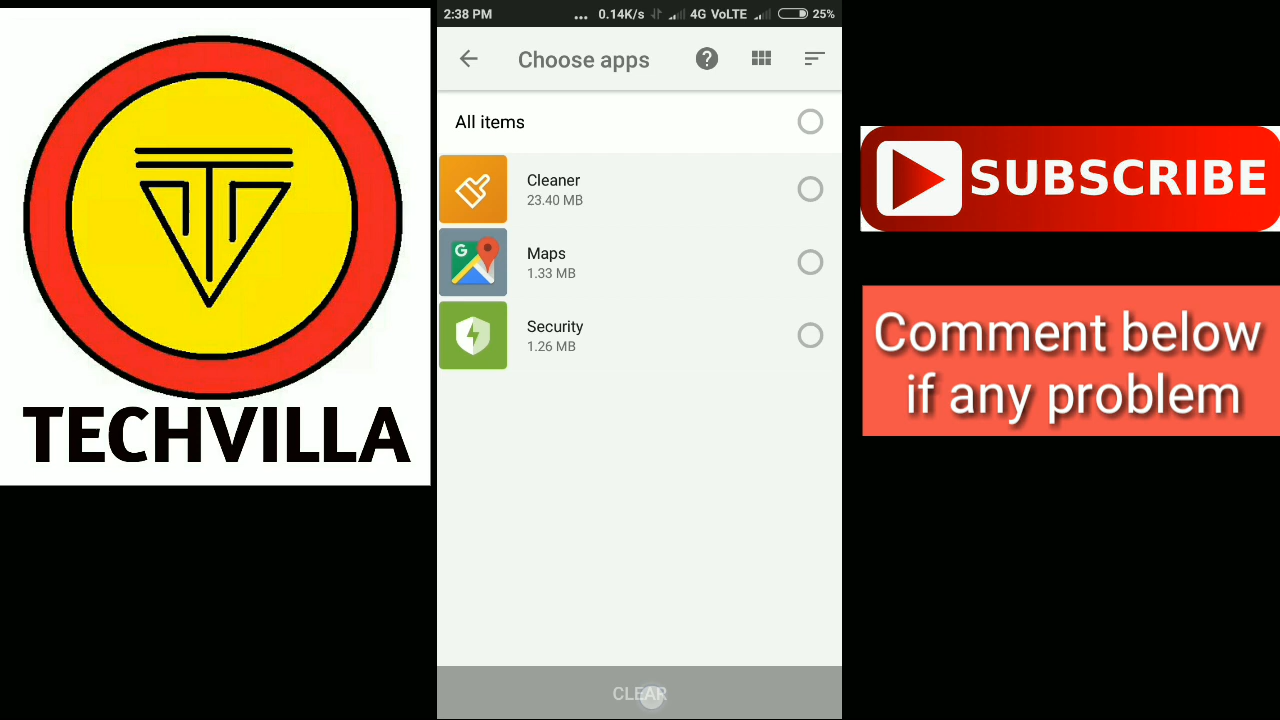 2:38 PM ... 0.14K/s 4G VoLTE 25%
Choose apps
All items
Cleaner
23.40 MB
G
Maps
1.33 MB
Security
1.26 MB
CLEAR
TECHVILLA
SUBSCRIBE
Comment below
if any problem